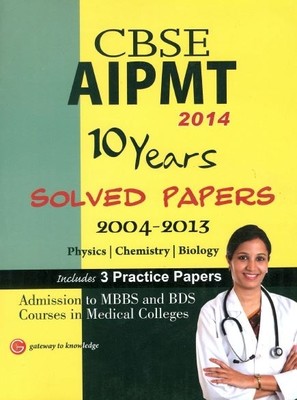 CBSE
AIPMT
2014
10 Years
SOLVED PAPERS
2004-2013
Physics | Chemistry | Biology
Includes 3 Practice Papers
Admission to MBBS and BDS
Courses in Medical Colleges
G gateway to knowledge